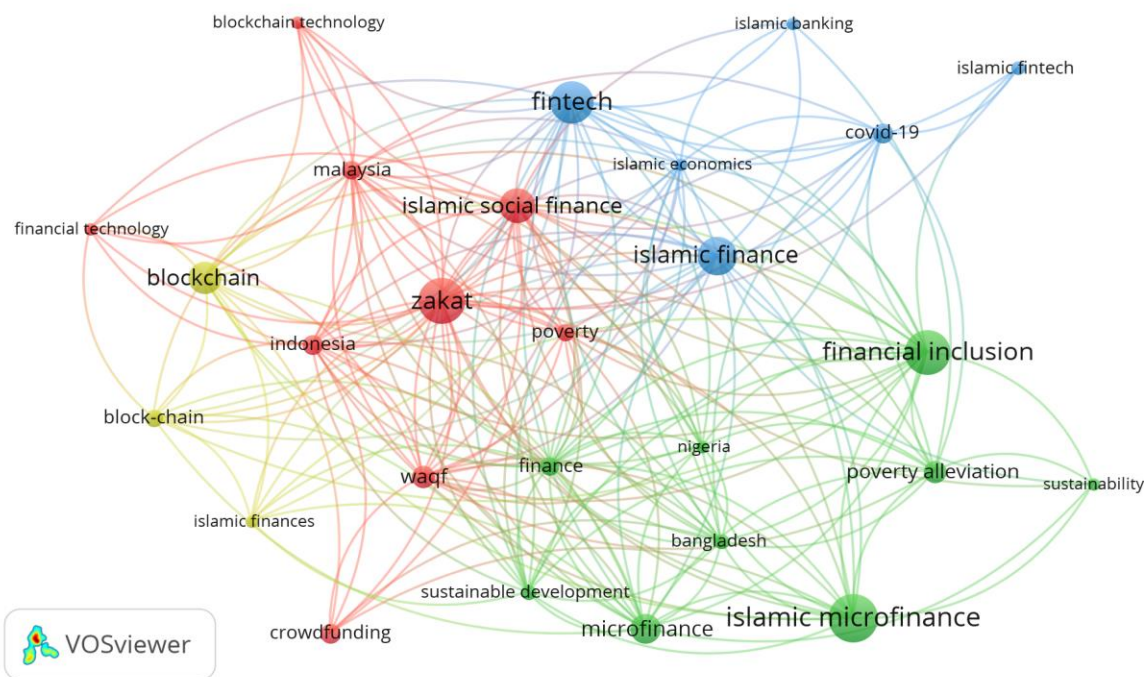 blockchain technology
islamic banking
islamic fintech
fintech
covid-19
malaysia
islamic economics
islamic social finance
financial technology
islamic finance
blockchain
zakat
poverty
indonesia
financial inclusion
block-chain
nigeria
finance
poverty alleviation
waqf
sustainability
islamic finances
bangladesh
sustainable development
islamic microfinance
crowdfunding
microfinance
VOSviewer